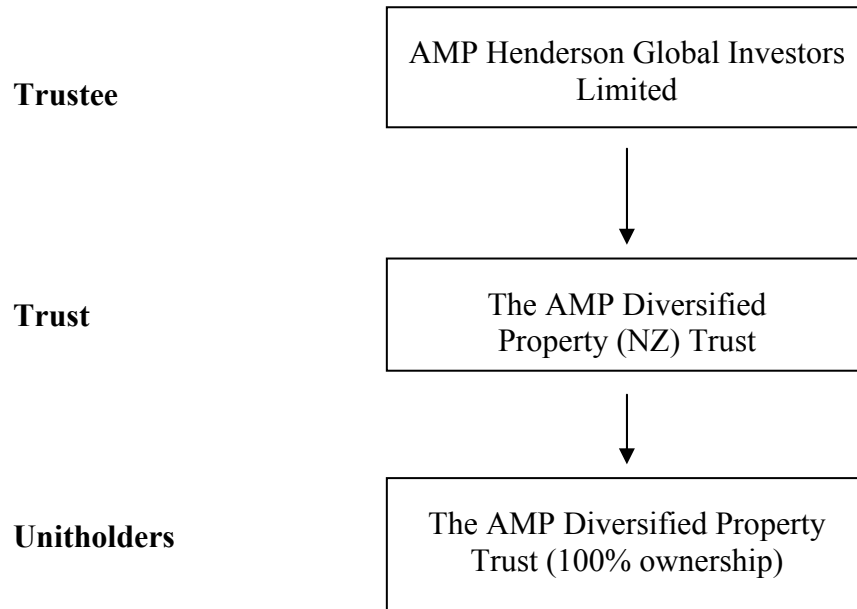 Trustee
AMP Henderson Global Investors
Limited
Trust
The AMP Diversified
Property (NZ) Trust
Unitholders
The AMP Diversified Property
Trust (100% ownership)